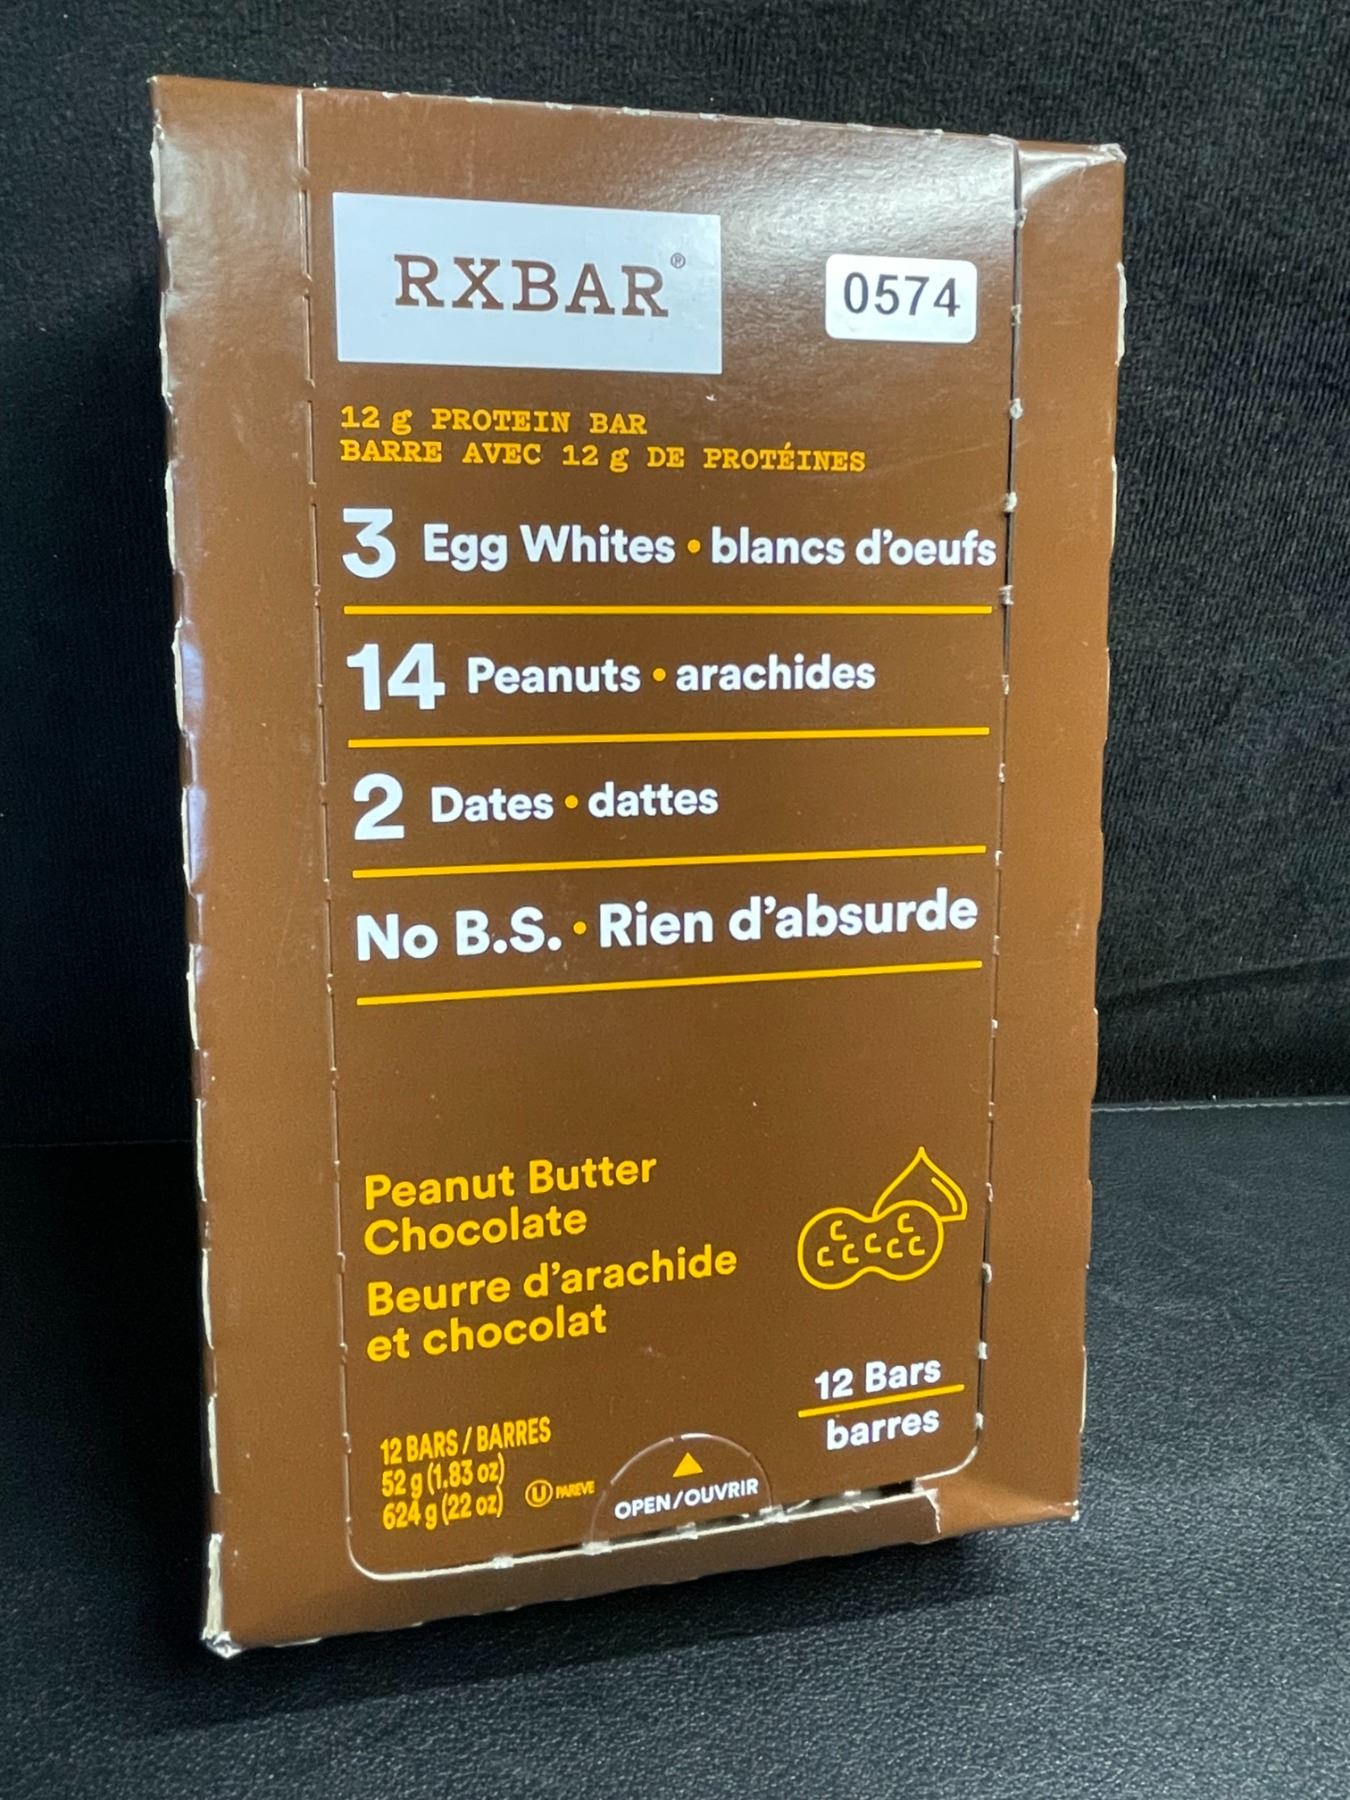 RXBAR®
0574
12 g PROTEIN BAR
BARRE AVEC 12 g DE PROTÉINES
3 Egg Whites • blancs d'oeufs
14 Peanuts • arachides
2 Dates • dattes
No B.S. • Rien d'absurde
Peanut Butter
Chocolate
Beurre d'arachide
et chocolat
12 Bars
barres
12 BARS / BARRES
52 g (1.83 oz)
624 g (22 oz)
U PAREVE
OPEN/OUVRIR